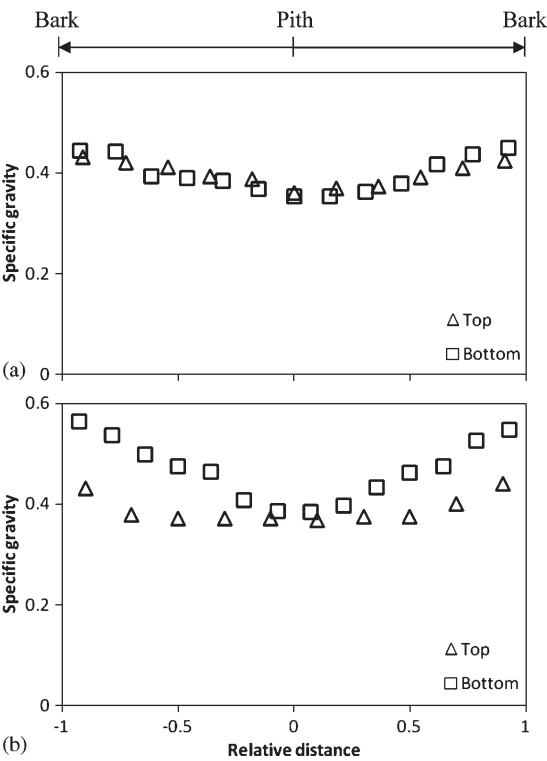 Bark Pith Bark
0.6
0.4
0.2
0
Specific gravity
Top
Bottom
(a)
0.6
0.4
0.2
0
Specific gravity
Top
Bottom
-1 -0.5 0 0.5 1
Relative distance
(b)